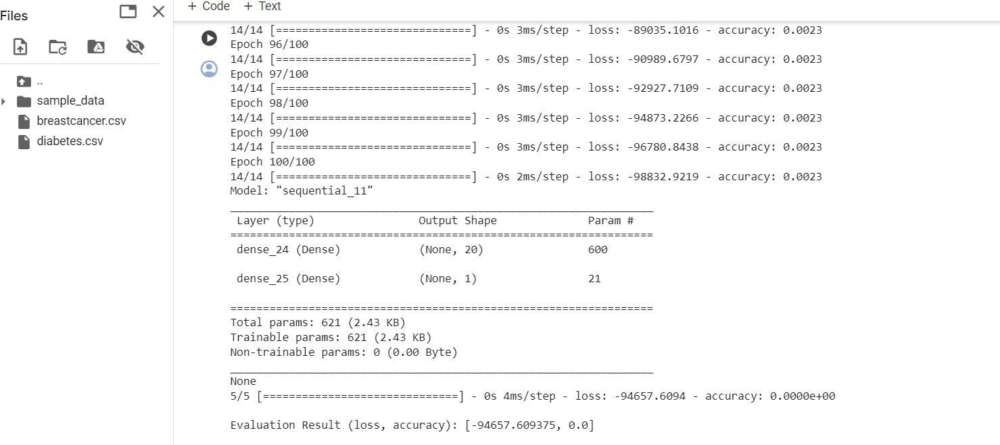 Files
..
sample_data
breastcancer.csv
diabetes.csv
+ Code + Text
14/14 [==============================] - 0s 3ms/step - loss: -89035.1016 - accuracy: 0.0023
Epoch 96/100
14/14 [==============================] - 0s 3ms/step - loss: -90989.6797 - accuracy: 0.0023
Epoch 97/100
14/14 [==============================] - 0s 3ms/step - loss: -92927.7109 - accuracy: 0.0023
Epoch 98/100
14/14 [==============================] - 0s 3ms/step - loss: -94873.2266 - accuracy: 0.0023
Epoch 99/100
14/14 [==============================] - 0s 3ms/step - loss: -96780.8438 - accuracy: 0.0023
Epoch 100/100
14/14 [==============================] - 0s 2ms/step - loss: -98832.9219 - accuracy: 0.0023
Model: "sequential_11"
_________________________________________________________________
Layer (type) Output Shape Param #
=================================================================
dense_24 (Dense) (None, 20) 600
dense_25 (Dense) (None, 1) 21
=================================================================
Total params: 621 (2.43 KB)
Trainable params: 621 (2.43 KB)
Non-trainable params: 0 (0.00 Byte)
_________________________________________________________________
None
5/5 [==============================] - 0s 4ms/step - loss: -94657.6094 - accuracy: 0.0000e+00
Evaluation Result (loss, accuracy): [-94657.609375, 0.0]